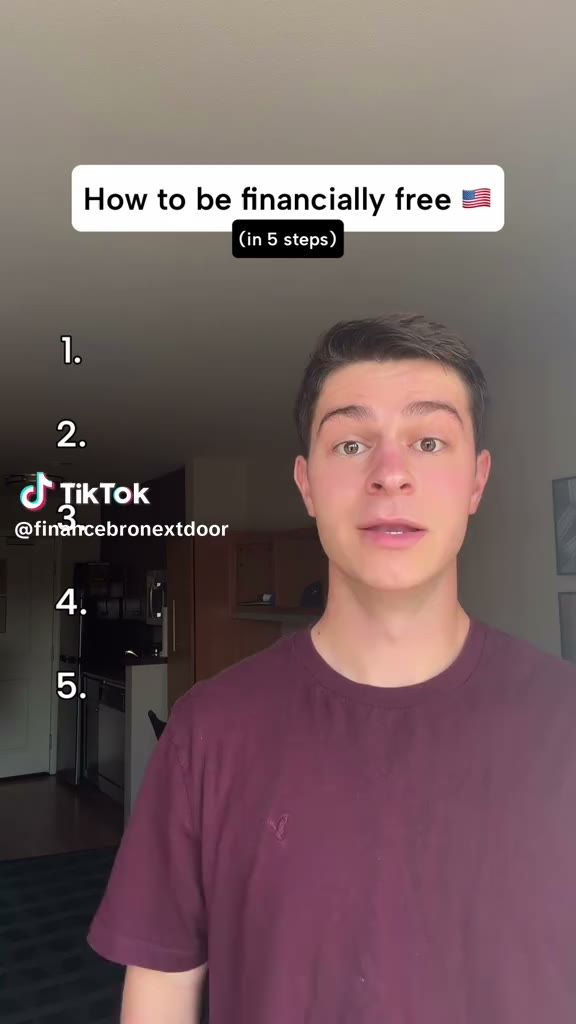 How to be financially free 🇺🇸
(in 5 steps)
1.
2.
TikTok
3.
@financebronextdoor
4.
5.